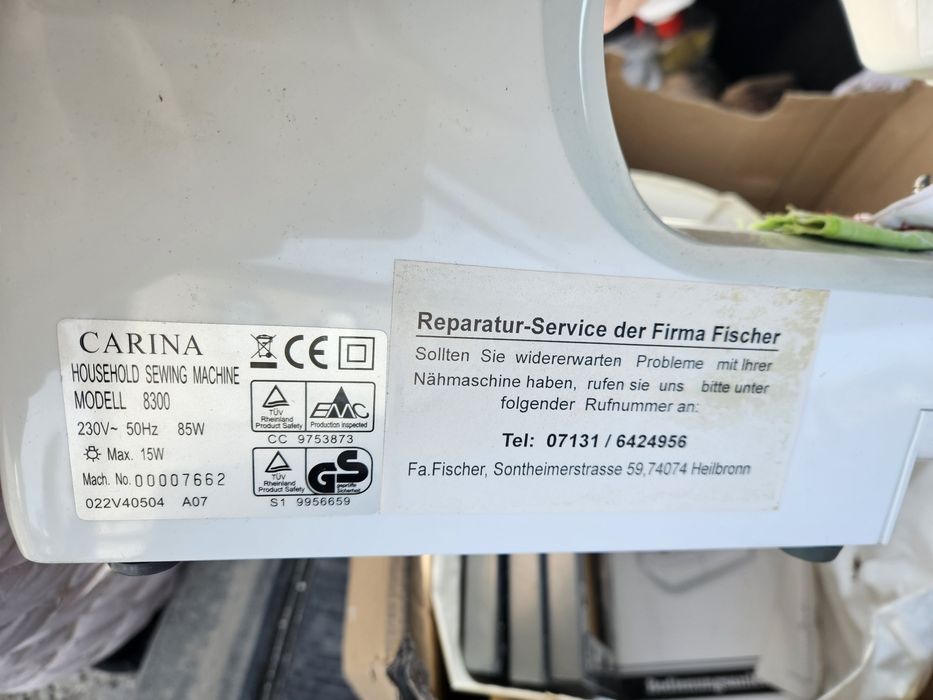 CARINA
HOUSEHOLD SEWING MACHINE
MODELL 8300
230V~ 50Hz 85W
Max. 15W
Mach. No. 00007662
022V40504 A07
CE
TÜV
Rheinland
Product Safety
EMC
Production inspected
CC 9753873
TÜV
Rheinland
Product Safety
GS
geprüfte
Sicherheit
S1 9956659
Reparatur-Service der Firma Fischer
Sollten Sie widererwarten Probleme mit Ihrer
Nähmaschine haben, rufen sie uns bitte unter
folgender Rufnummer an:
Tel: 07131 / 6424956
Fa.Fischer, Sontheimerstrasse 59,74074 Heilbronn